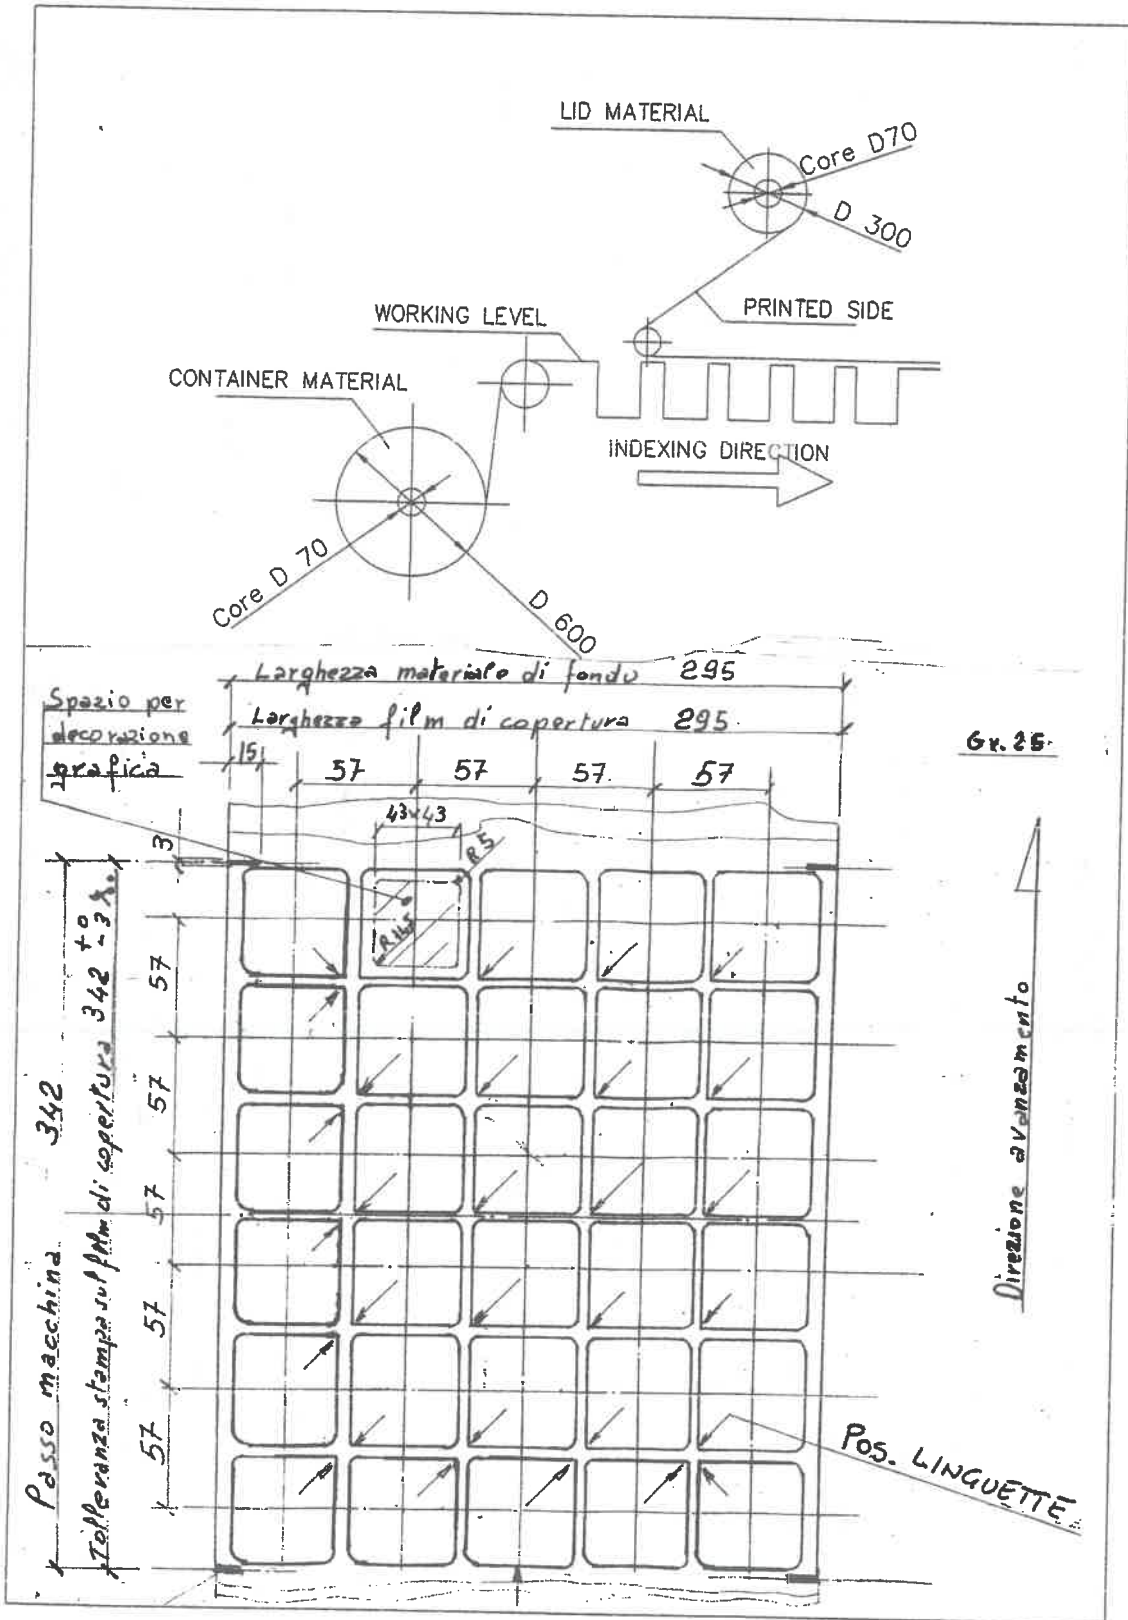 LID MATERIAL
Core D70
D 300
PRINTED SIDE
WORKING LEVEL
CONTAINER MATERIAL
INDEXING DIRECTION
Core D 70
D 600
Larghezza materiale di fondo 295
Spazio per
decorazione
grafica
Larghezza film di copertura 295
Gr. 25
15
57
57
57
57
43x43
R 5
3
57
57
57
57
57
Passo macchina 342
Tolleranza stampa sul film di copertura 342 +0 -3‰
Direzione avanzamento
Pos. LINGUETTE